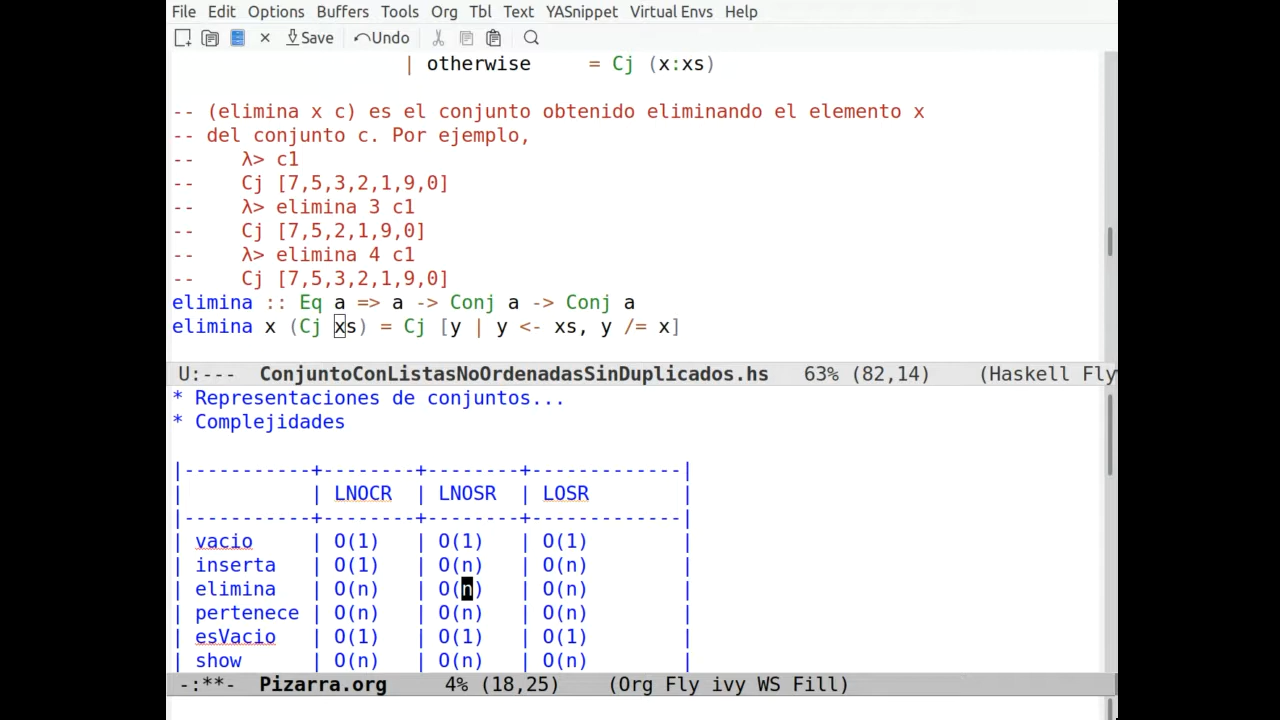 File Edit Options Buffers Tools Org Tbl Text YASnippet Virtual Envs Help
Save Undo
| otherwise     = Cj (x:xs)
-- (elimina x c) es el conjunto obtenido eliminando el elemento x
-- del conjunto c. Por ejemplo,
--    λ> c1
--    Cj [7,5,3,2,1,9,0]
--    λ> elimina 3 c1
--    Cj [7,5,2,1,9,0]
--    λ> elimina 4 c1
--    Cj [7,5,3,2,1,9,0]
elimina :: Eq a => a -> Conj a -> Conj a
elimina x (Cj xs) = Cj [y | y <- xs, y /= x]
U:---  ConjuntoConListasNoOrdenadasSinDuplicados.hs   63% (82,14)    (Haskell Fly
* Representaciones de conjuntos...
* Complejidades
|-----------+--------+--------+-------------|
|           | LNOCR  | LNOSR  | LOSR        |
|-----------+--------+--------+-------------|
| vacio     | O(1)   | O(1)   | O(1)        |
| inserta   | O(1)   | O(n)   | O(n)        |
| elimina   | O(n)   | O(n)   | O(n)        |
| pertenece | O(n)   | O(n)   | O(n)        |
| esVacio   | O(1)   | O(1)   | O(1)        |
| show      | O(n)   | O(n)   | O(n)        |
-:**-  Pizarra.org     4% (18,25)    (Org Fly ivy WS Fill)